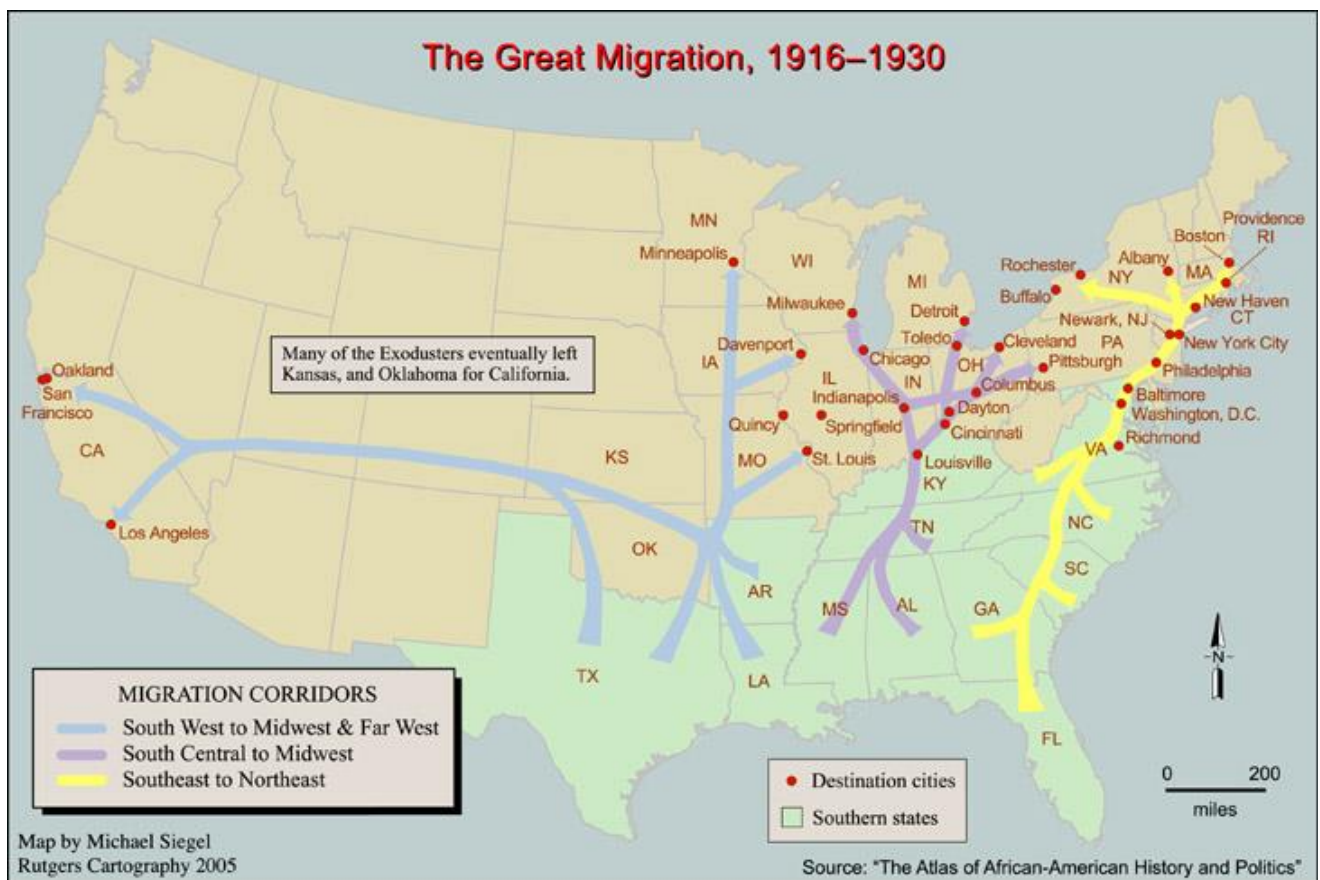 The Great Migration, 1916–1930
Providence
RI
Boston
MN
Minneapolis
WI
MI
Rochester
Albany
NY
MA
Buffalo
Milwaukee
Detroit
New Haven
CT
Newark, NJ
Toledo
Cleveland
PA
New York City
Many of the Exodusters eventually left
Kansas, and Oklahoma for California.
IA
Davenport
Chicago
OH
Pittsburgh
Oakland
San
Francisco
IL
IN
Philadelphia
Indianapolis
Columbus
Baltimore
Dayton
Washington, D.C.
Quincy
Springfield
Cincinnati
Richmond
CA
KS
MO
St. Louis
Louisville
KY
VA
Los Angeles
TN
NC
OK
AR
SC
MS
AL
GA
TX
LA
FL
MIGRATION CORRIDORS
South West to Midwest & Far West
South Central to Midwest
Southeast to Northeast
N
Destination cities
Southern states
0 200
miles
Map by Michael Siegel
Rutgers Cartography 2005
Source: "The Atlas of African-American History and Politics"